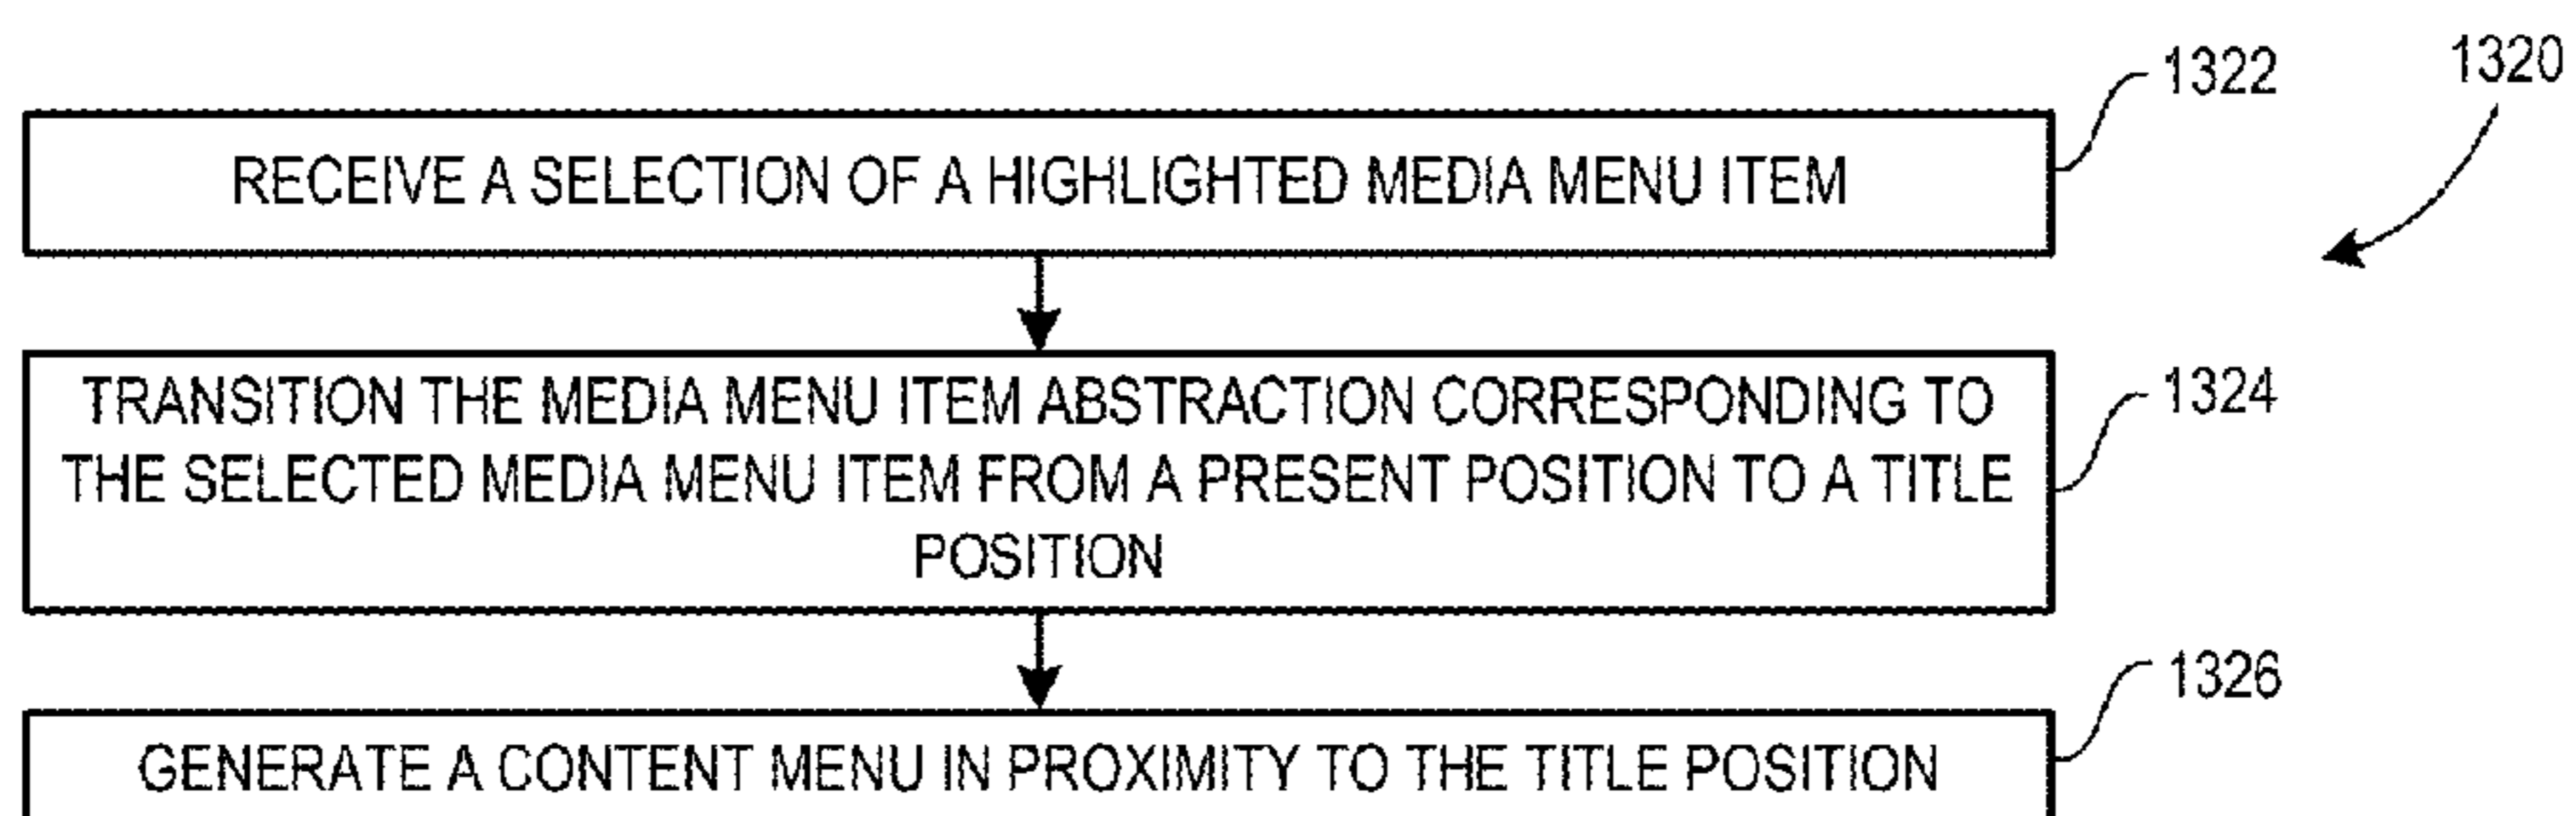 1320
1322
RECEIVE A SELECTION OF A HIGHLIGHTED MEDIA MENU ITEM
1324
TRANSITION THE MEDIA MENU ITEM ABSTRACTION CORRESPONDING TO
THE SELECTED MEDIA MENU ITEM FROM A PRESENT POSITION TO A TITLE
POSITION
1326
GENERATE A CONTENT MENU IN PROXIMITY TO THE TITLE POSITION